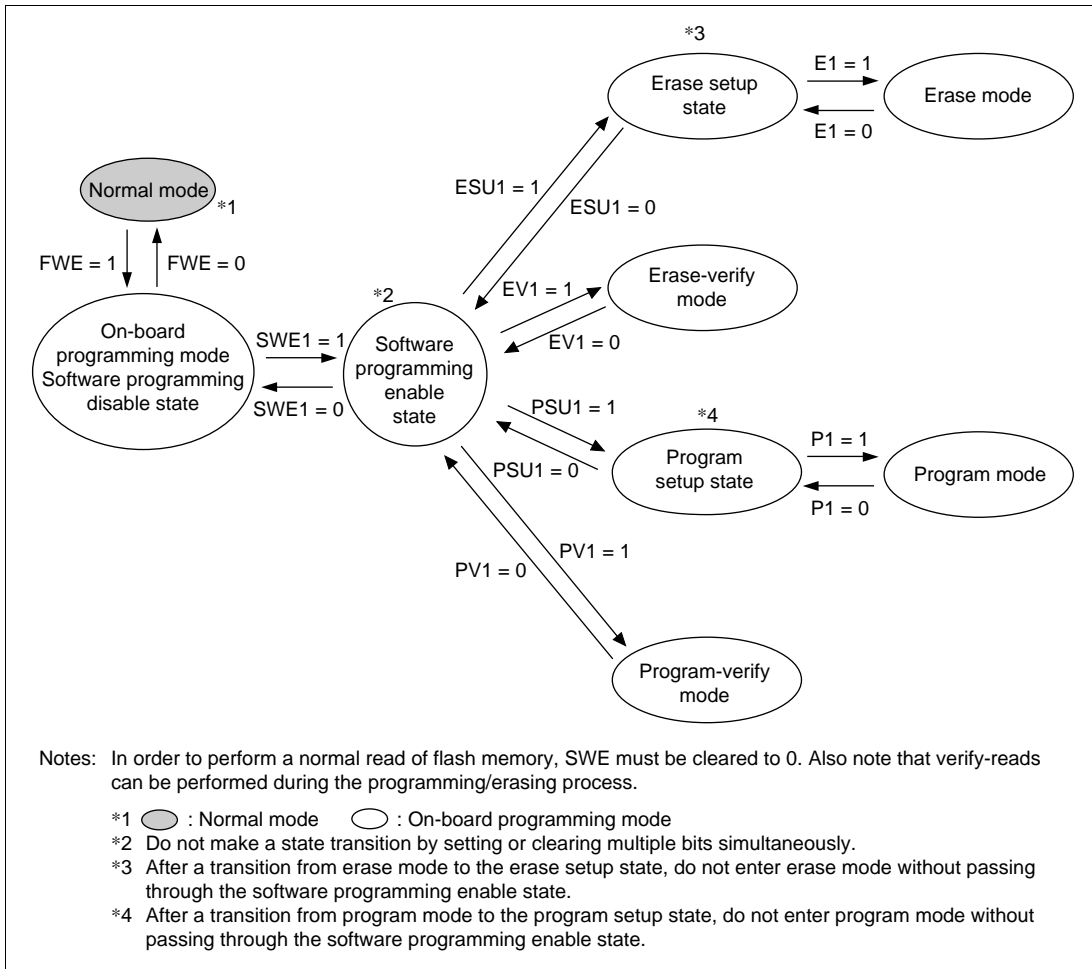 *3
Erase setup
state
E1 = 1
E1 = 0
Erase mode
Normal mode
*1
ESU1 = 1
ESU1 = 0
FWE = 1
FWE = 0
Erase-verify
mode
EV1 = 1
EV1 = 0
*2
On-board
programming mode
Software programming
disable state
SWE1 = 1
SWE1 = 0
Software
programming
enable
state
PSU1 = 1
PSU1 = 0
*4
Program
setup state
P1 = 1
P1 = 0
Program mode
PV1 = 1
PV1 = 0
Program-verify
mode
Notes: In order to perform a normal read of flash memory, SWE must be cleared to 0. Also note that verify-reads
can be performed during the programming/erasing process.
*1 : Normal mode : On-board programming mode
*2 Do not make a state transition by setting or clearing multiple bits simultaneously.
*3 After a transition from erase mode to the erase setup state, do not enter erase mode without passing
through the software programming enable state.
*4 After a transition from program mode to the program setup state, do not enter program mode without
passing through the software programming enable state.